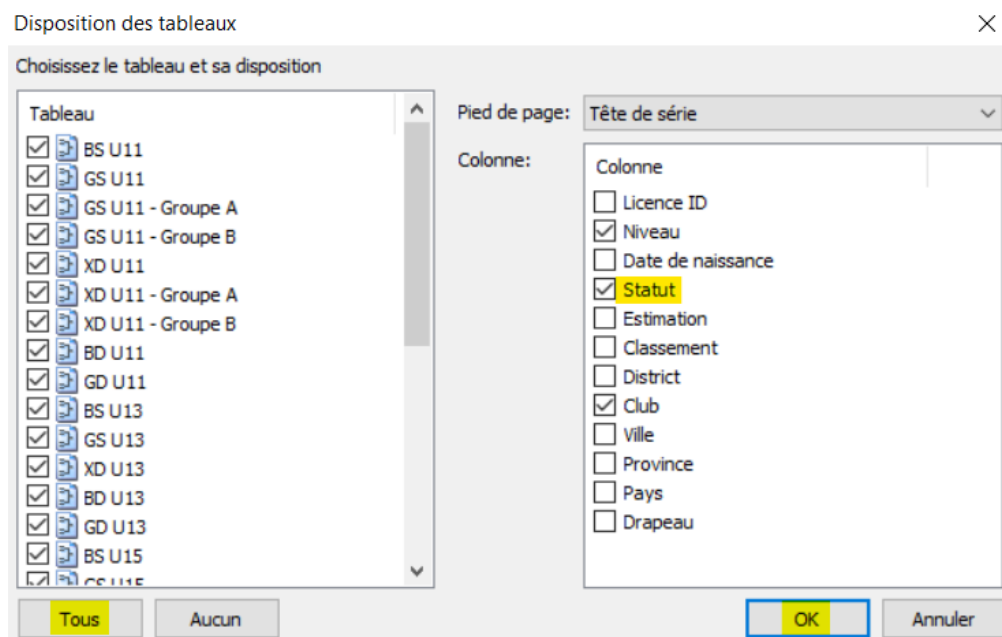 Disposition des tableaux
Choisissez le tableau et sa disposition
Tableau
BS U11
GS U11
GS U11 - Groupe A
GS U11 - Groupe B
XD U11
XD U11 - Groupe A
XD U11 - Groupe B
BD U11
GD U11
BS U13
GS U13
XD U13
BD U13
GD U13
BS U15
GS U15
Tous
Aucun
Pied de page:
Tête de série
Colonne:
Colonne
Licence ID
Niveau
Date de naissance
Statut
Estimation
Classement
District
Club
Ville
Province
Pays
Drapeau
OK
Annuler